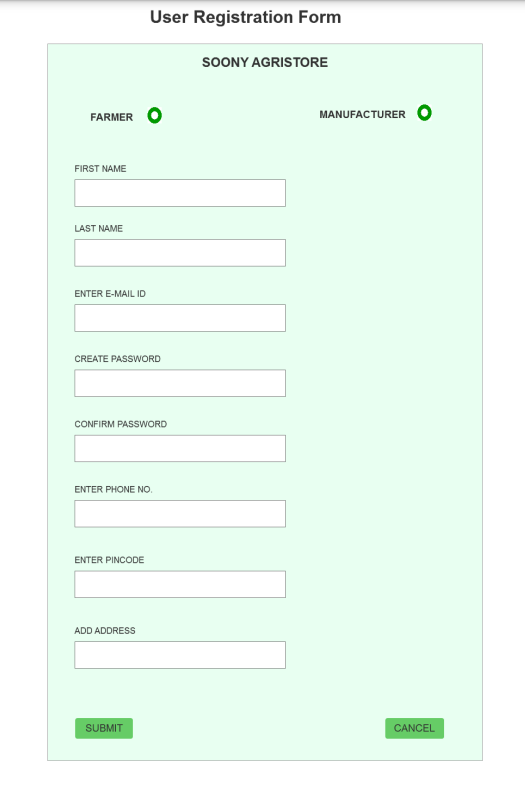 User Registration Form
SOONY AGRISTORE
FARMER
MANUFACTURER
FIRST NAME
LAST NAME
ENTER E-MAIL ID
CREATE PASSWORD
CONFIRM PASSWORD
ENTER PHONE NO.
ENTER PINCODE
ADD ADDRESS
SUBMIT
CANCEL